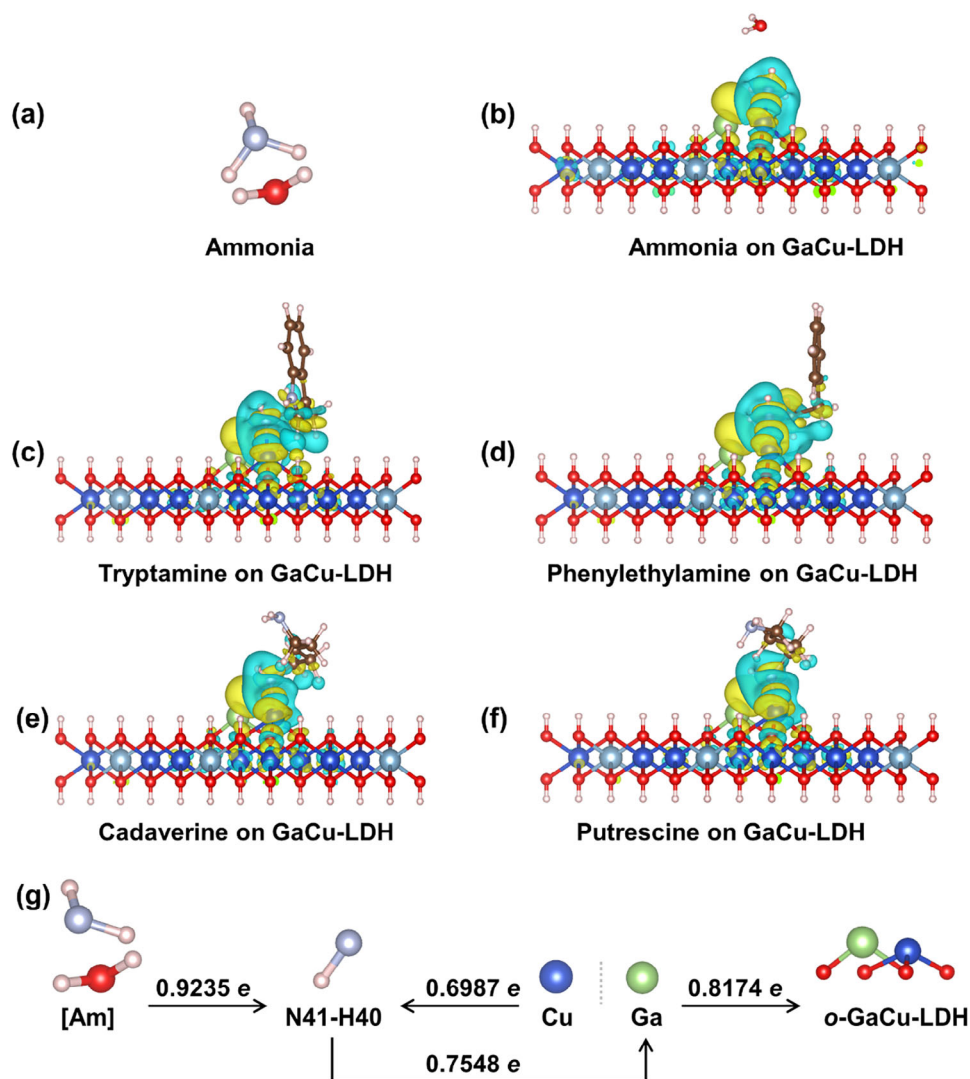 (a)
(b)
Ammonia
Ammonia on GaCu-LDH
(c)
(d)
Tryptamine on GaCu-LDH
Phenylethylamine on GaCu-LDH
(e)
(f)
Cadaverine on GaCu-LDH
Putrescine on GaCu-LDH
(g)
0.9235 e
0.6987 e
0.8174 e
[Am]
N41-H40
Cu
Ga
o-GaCu-LDH
0.7548 e